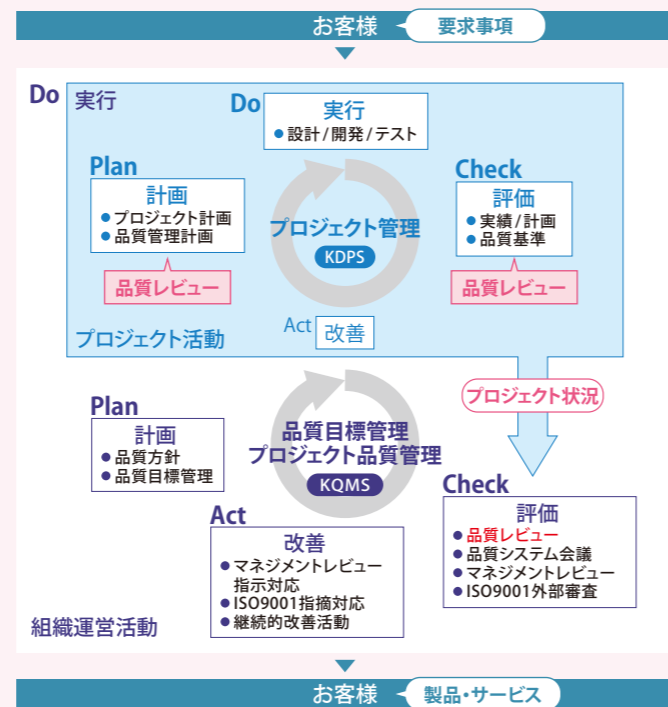 お客様 要求事項
Do 実行
Do
実行
●設計/開発/テスト
Plan
計画
●プロジェクト計画
●品質管理計画
品質レビュー
Check
評価
●実績/計画
●品質基準
品質レビュー
プロジェクト管理
KDPS
Act 改善
プロジェクト活動
プロジェクト状況
Plan
計画
●品質方針
●品質目標管理
品質目標管理
プロジェクト品質管理
KQMS
Check
評価
●品質レビュー
●品質システム会議
●マネジメントレビュー
●ISO9001外部審査
Act
改善
●マネジメントレビュー
指示対応
●ISO9001指摘対応
●継続的改善活動
組織運営活動
お客様 製品・サービス